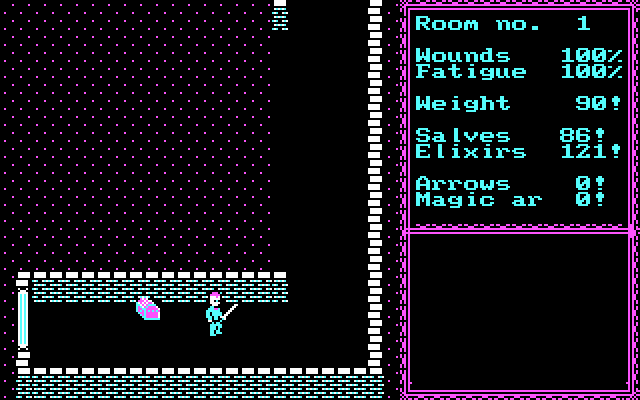 Room no. 1
Wounds 100%
Fatigue 100%
Weight 90!
Salves 86!
Elixirs 121!
Arrows 0!
Magic ar 0!